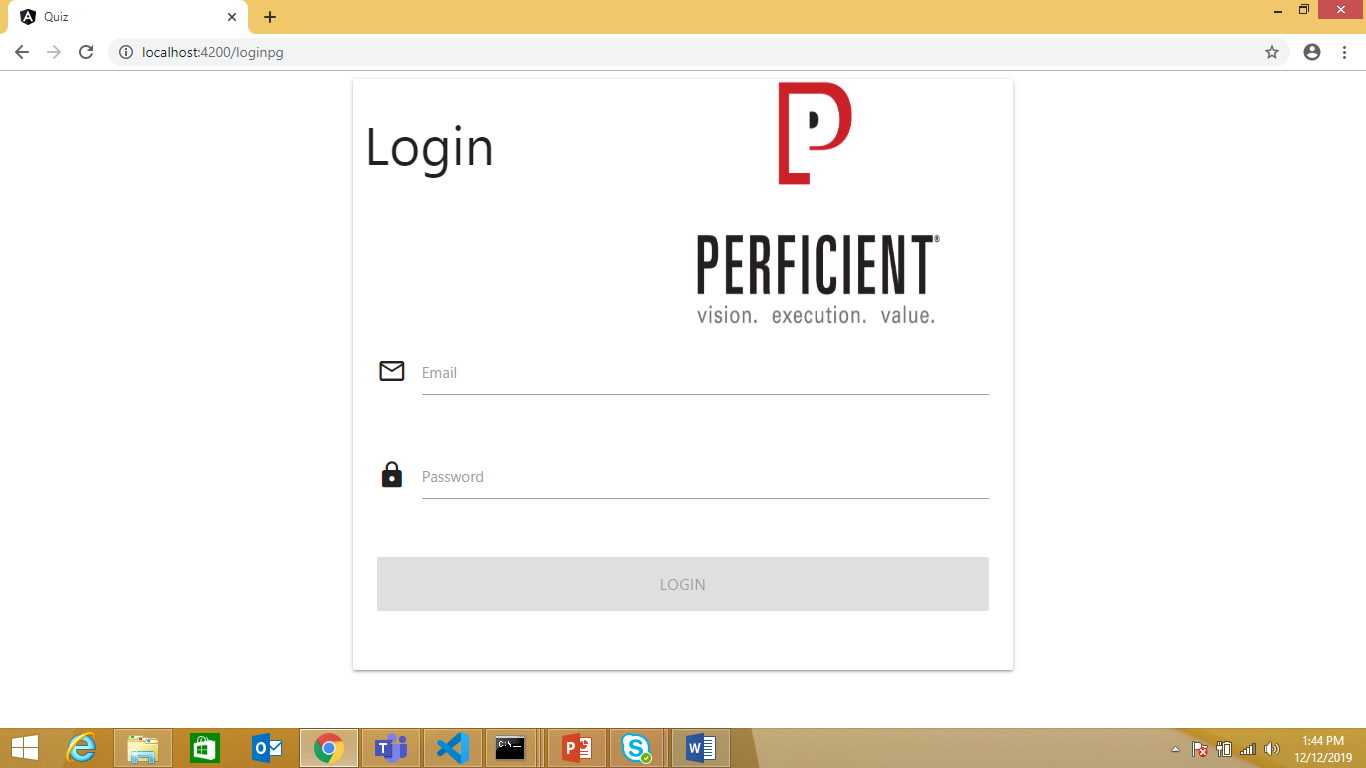 Quiz
localhost:4200/loginpg
Login
PERFICIENT®
vision. execution. value.
Email
Password
LOGIN
1:44 PM
12/12/2019